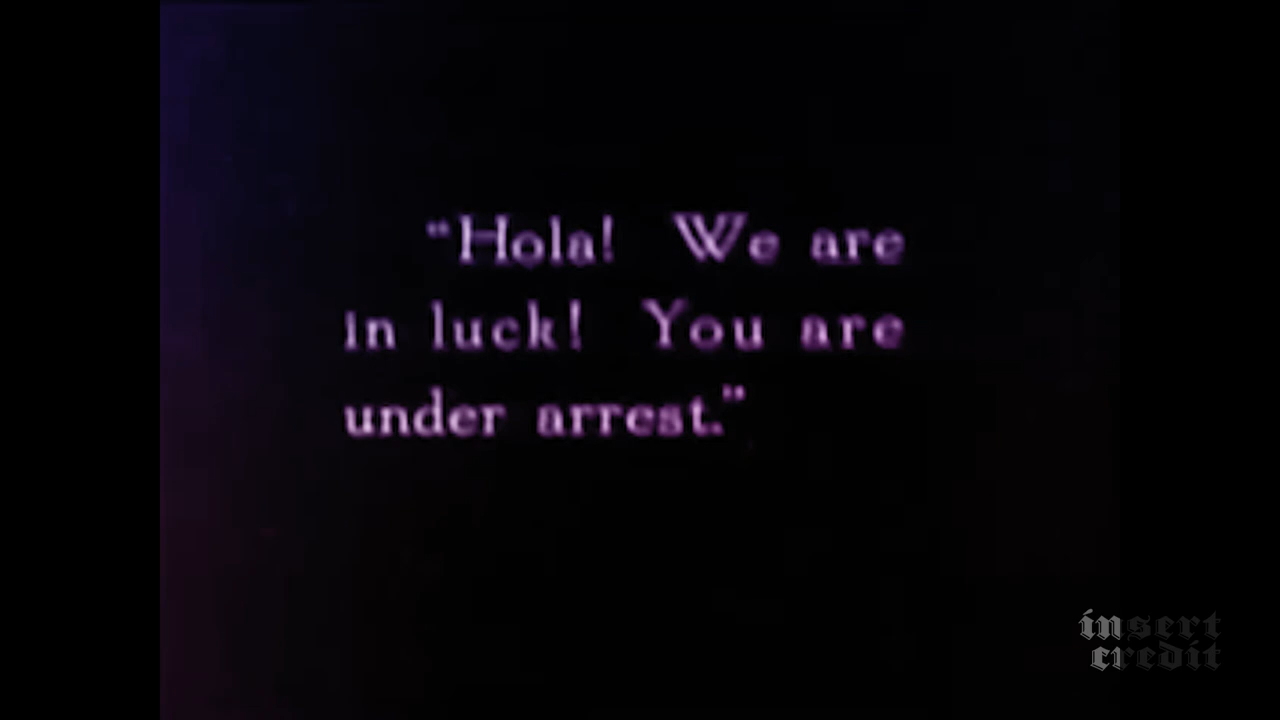 “Hola! We are
in luck! You are
under arrest.”
insert
credit